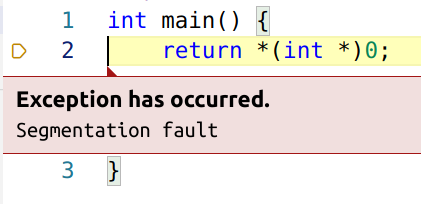 1 int main() {
2 return *(int *)0;
Exception has occurred.
Segmentation fault
3 }